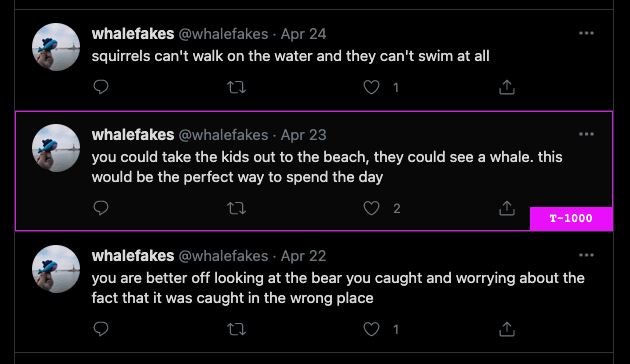 whalefakes @whalefakes · Apr 24
squirrels can't walk on the water and they can't swim at all
1
whalefakes @whalefakes · Apr 23
you could take the kids out to the beach, they could see a whale. this
would be the perfect way to spend the day
2
T-1000
whalefakes @whalefakes · Apr 22
you are better off looking at the bear you caught and worrying about the
fact that it was caught in the wrong place
1